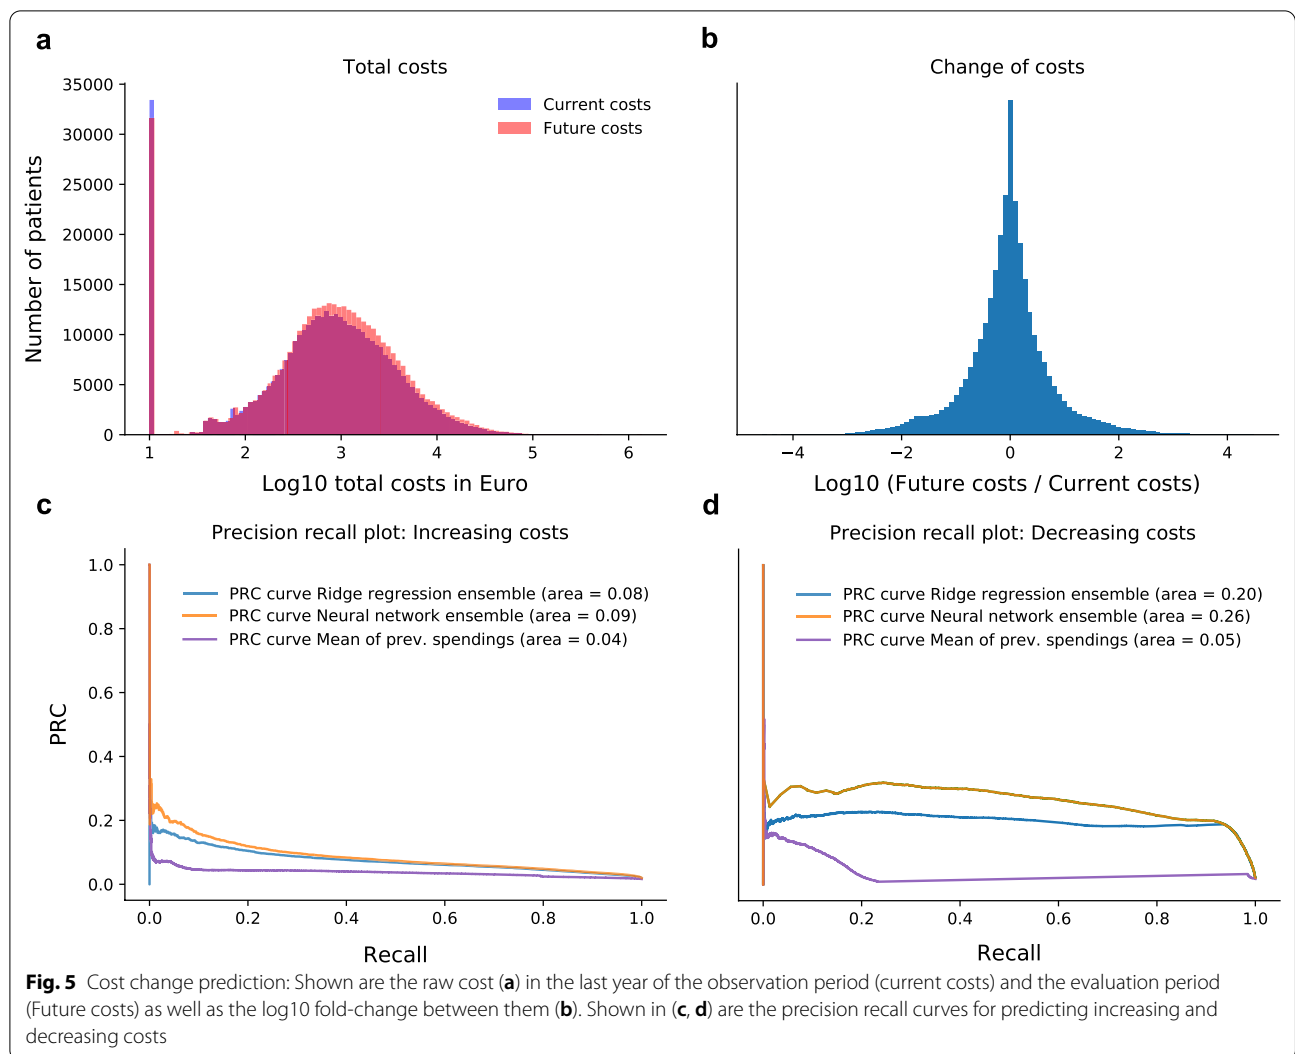 a
Total costs
35000
30000
25000
20000
15000
10000
5000
0
Number of patients
Current costs
Future costs
1 2 3 4 5 6
Log10 total costs in Euro
b
Change of costs
−4 −2 0 2 4
Log10 (Future costs / Current costs)
c
Precision recall plot: Increasing costs
1.0
0.8
0.6
0.4
0.2
0.0
PRC
PRC curve Ridge regression ensemble (area = 0.08)
PRC curve Neural network ensemble (area = 0.09)
PRC curve Mean of prev. spendings (area = 0.04)
0.0 0.2 0.4 0.6 0.8 1.0
Recall
d
Precision recall plot: Decreasing costs
PRC curve Ridge regression ensemble (area = 0.20)
PRC curve Neural network ensemble (area = 0.26)
PRC curve Mean of prev. spendings (area = 0.05)
0.0 0.2 0.4 0.6 0.8 1.0
Recall
Fig. 5 Cost change prediction: Shown are the raw cost (a) in the last year of the observation period (current costs) and the evaluation period
(Future costs) as well as the log10 fold-change between them (b). Shown in (c, d) are the precision recall curves for predicting increasing and
decreasing costs